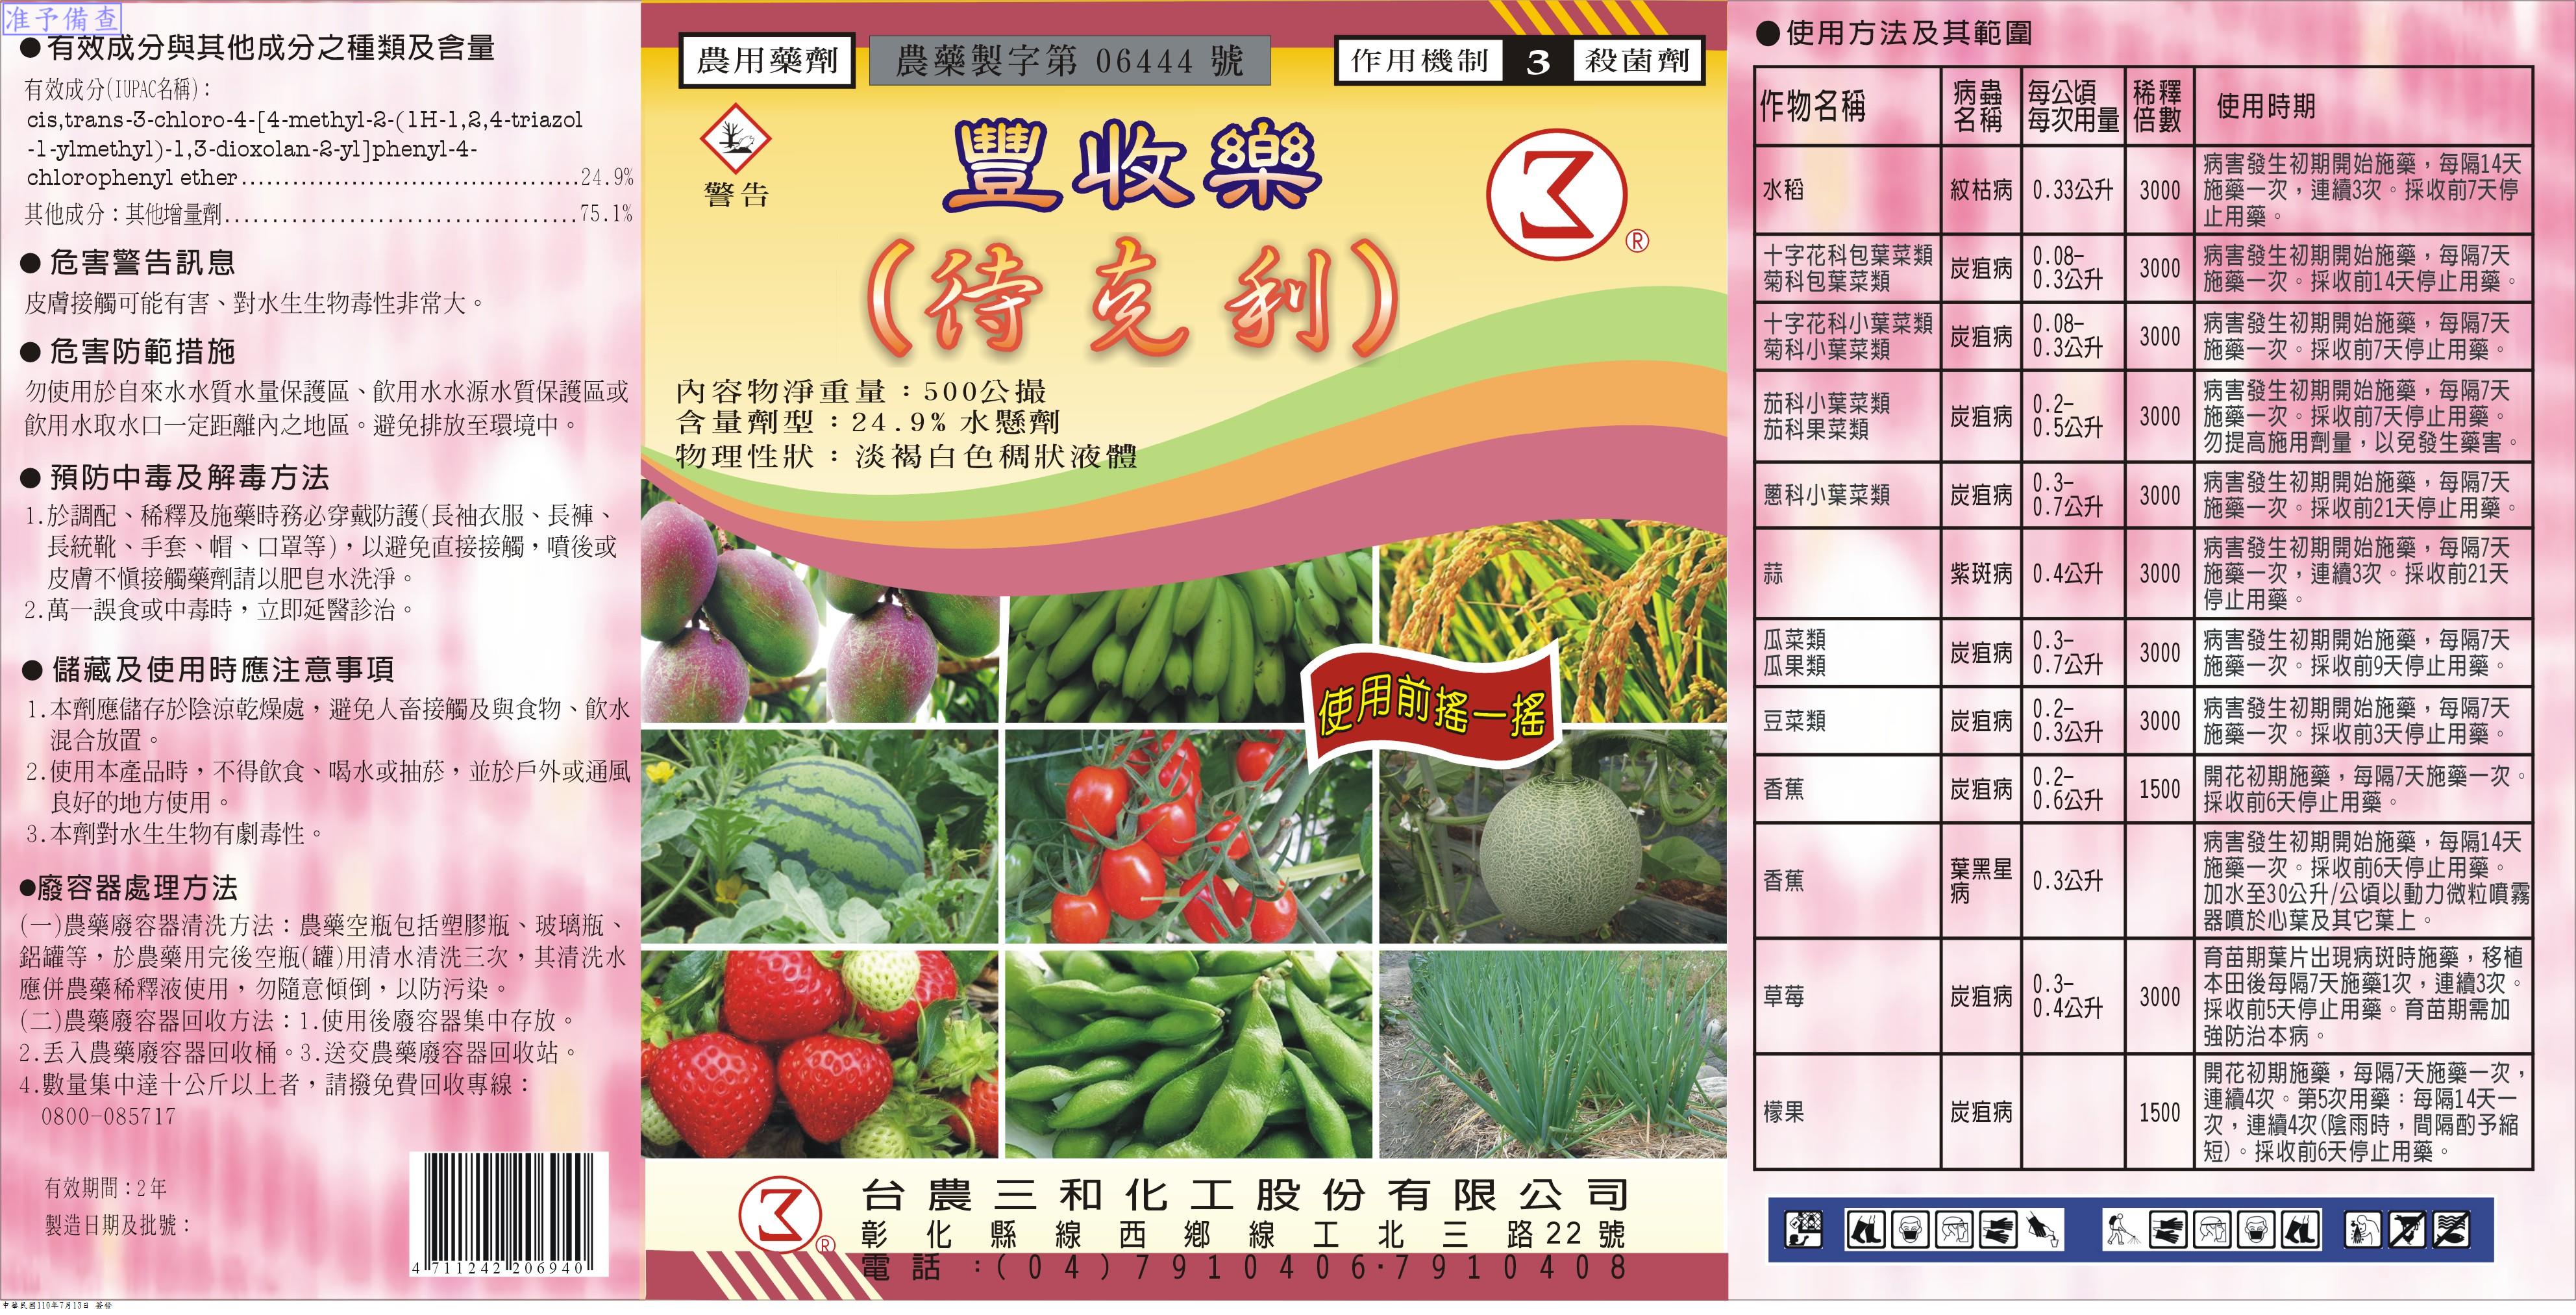 准予備查
●有效成分與其他成分之種類及含量
有效成分(IUPAC名稱)：
cis,trans-3-chloro-4-[4-methyl-2-(1H-1,2,4-triazol
-1-ylmethyl)-1,3-dioxolan-2-yl]phenyl-4-
chlorophenyl ether........................................24.9%
其他成分：其他增量劑.....................................75.1%
● 危害警告訊息
皮膚接觸可能有害、對水生生物毒性非常大。
● 危害防範措施
勿使用於自來水水質水量保護區、飲用水水源水質保護區或
飲用水取水口一定距離內之地區。避免排放至環境中。
● 預防中毒及解毒方法
1.於調配、稀釋及施藥時務必穿戴防護(長袖衣服、長褲、
長統靴、手套、帽、口罩等)，以避免直接接觸，噴後或
皮膚不慎接觸藥劑請以肥皂水洗淨。
2.萬一誤食或中毒時，立即延醫診治。
● 儲藏及使用時應注意事項
1.本劑應儲存於陰涼乾燥處，避免人畜接觸及與食物、飲水
混合放置。
2.使用本產品時，不得飲食、喝水或抽菸，並於戶外或通風
良好的地方使用。
3.本劑對水生生物有劇毒性。
●廢容器處理方法
(一)農藥廢容器清洗方法：農藥空瓶包括塑膠瓶、玻璃瓶、
鋁罐等，於農藥用完後空瓶(罐)用清水清洗三次，其清洗水
應併農藥稀釋液使用，勿隨意傾倒，以防污染。
(二)農藥廢容器回收方法：1.使用後廢容器集中存放。
2.丟入農藥廢容器回收桶。3.送交農藥廢容器回收站。
4.數量集中達十公斤以上者，請撥免費回收專線：
0800-085717
有效期間：2年
製造日期及批號：
4 711242 206940
中華民國110年7月13日 簽發
農用藥劑
農藥製字第 06444 號
作用機制 3 殺菌劑
警告
豐收樂
(待克利)
®
內容物淨重量：500公撮
含量劑型：24.9% 水懸劑
物理性狀：淡褐白色稠狀液體
使用前搖一搖
®
台農三和化工股份有限公司
彰化縣線西鄉線工北三路22號
電話：(04)7910406·7910408
●使用方法及其範圍
作物名稱 病蟲名稱 每公頃每次用量 稀釋倍數 使用時期
水稻 紋枯病 0.33公升 3000 病害發生初期開始施藥，每隔14天
施藥一次，連續3次。採收前7天停
止用藥。
十字花科包葉菜類 炭疽病 0.08- 3000 病害發生初期開始施藥，每隔7天
菊科包葉菜類 0.3公升 施藥一次。採收前14天停止用藥。
十字花科小葉菜類 炭疽病 0.08- 3000 病害發生初期開始施藥，每隔7天
菊科小葉菜類 0.3公升 施藥一次。採收前7天停止用藥。
茄科小葉菜類 炭疽病 0.2- 3000 病害發生初期開始施藥，每隔7天
茄科果菜類 0.5公升 施藥一次。採收前7天停止用藥。
勿提高施用劑量，以免發生藥害。
蔥科小葉菜類 炭疽病 0.3- 3000 病害發生初期開始施藥，每隔7天
0.7公升 施藥一次。採收前21天停止用藥。
蒜 紫斑病 0.4公升 3000 病害發生初期開始施藥，每隔7天
施藥一次，連續3次。採收前21天
停止用藥。
瓜菜類 炭疽病 0.3- 3000 病害發生初期開始施藥，每隔7天
瓜果類 0.7公升 施藥一次。採收前9天停止用藥。
豆菜類 炭疽病 0.2- 3000 病害發生初期開始施藥，每隔7天
0.3公升 施藥一次。採收前3天停止用藥。
香蕉 炭疽病 0.2- 1500 開花初期施藥，每隔7天施藥一次。
0.6公升 採收前6天停止用藥。
香蕉 葉黑星病 0.3公升 病害發生初期開始施藥，每隔14天
施藥一次。採收前6天停止用藥。
加水至30公升/公頃以動力微粒噴霧
器噴於心葉及其它葉上。
草莓 炭疽病 0.3- 3000 育苗期葉片出現病斑時施藥，移植
0.4公升 本田後每隔7天施藥1次，連續3次。
採收前5天停止用藥。育苗期需加
強防治本病。
檬果 炭疽病 1500 開花初期施藥，每隔7天施藥一次，
連續4次。第5次用藥：每隔14天一
次，連續4次(陰雨時，間隔酌予縮
短)。採收前6天停止用藥。